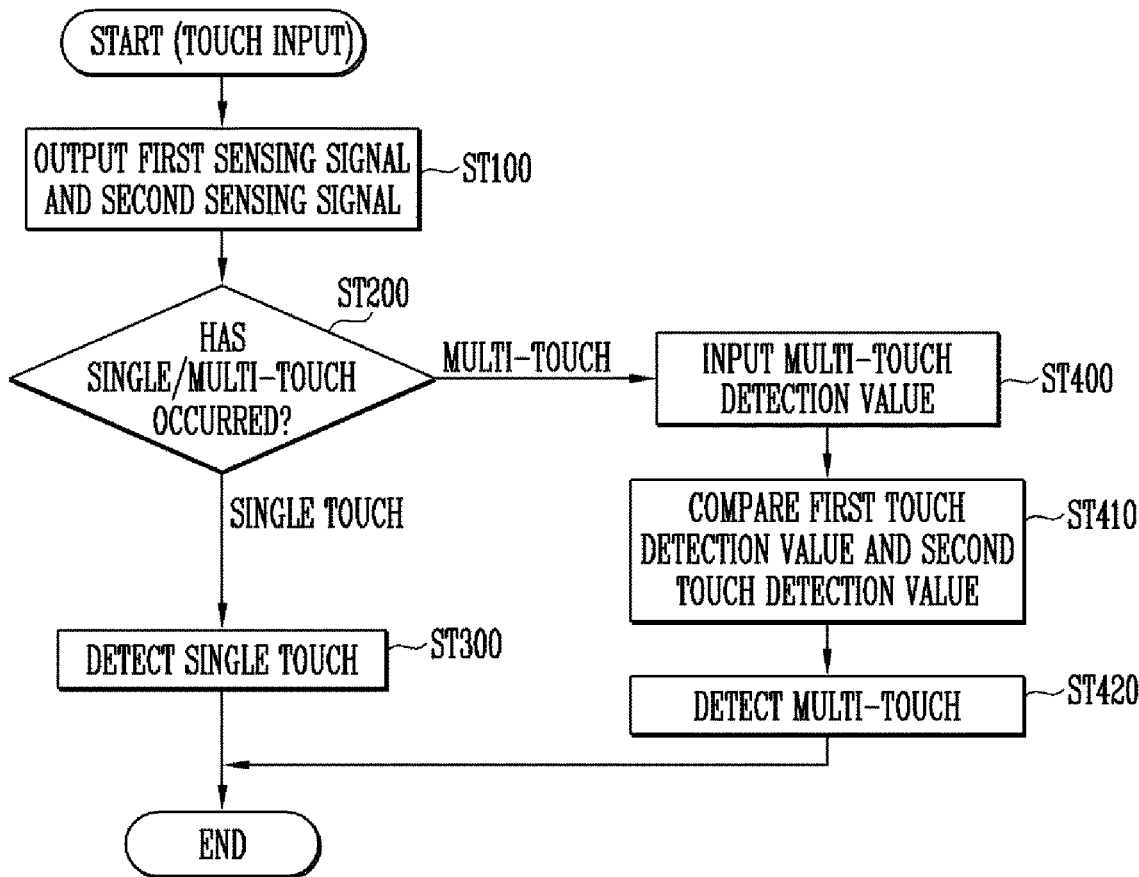 START (TOUCH INPUT)
OUTPUT FIRST SENSING SIGNAL
AND SECOND SENSING SIGNAL
ST100
ST200
HAS
SINGLE/MULTI-TOUCH
OCCURRED?
MULTI-TOUCH
INPUT MULTI-TOUCH
DETECTION VALUE
ST400
SINGLE TOUCH
COMPARE FIRST TOUCH
DETECTION VALUE AND SECOND
TOUCH DETECTION VALUE
ST410
DETECT SINGLE TOUCH
ST300
DETECT MULTI-TOUCH
ST420
END